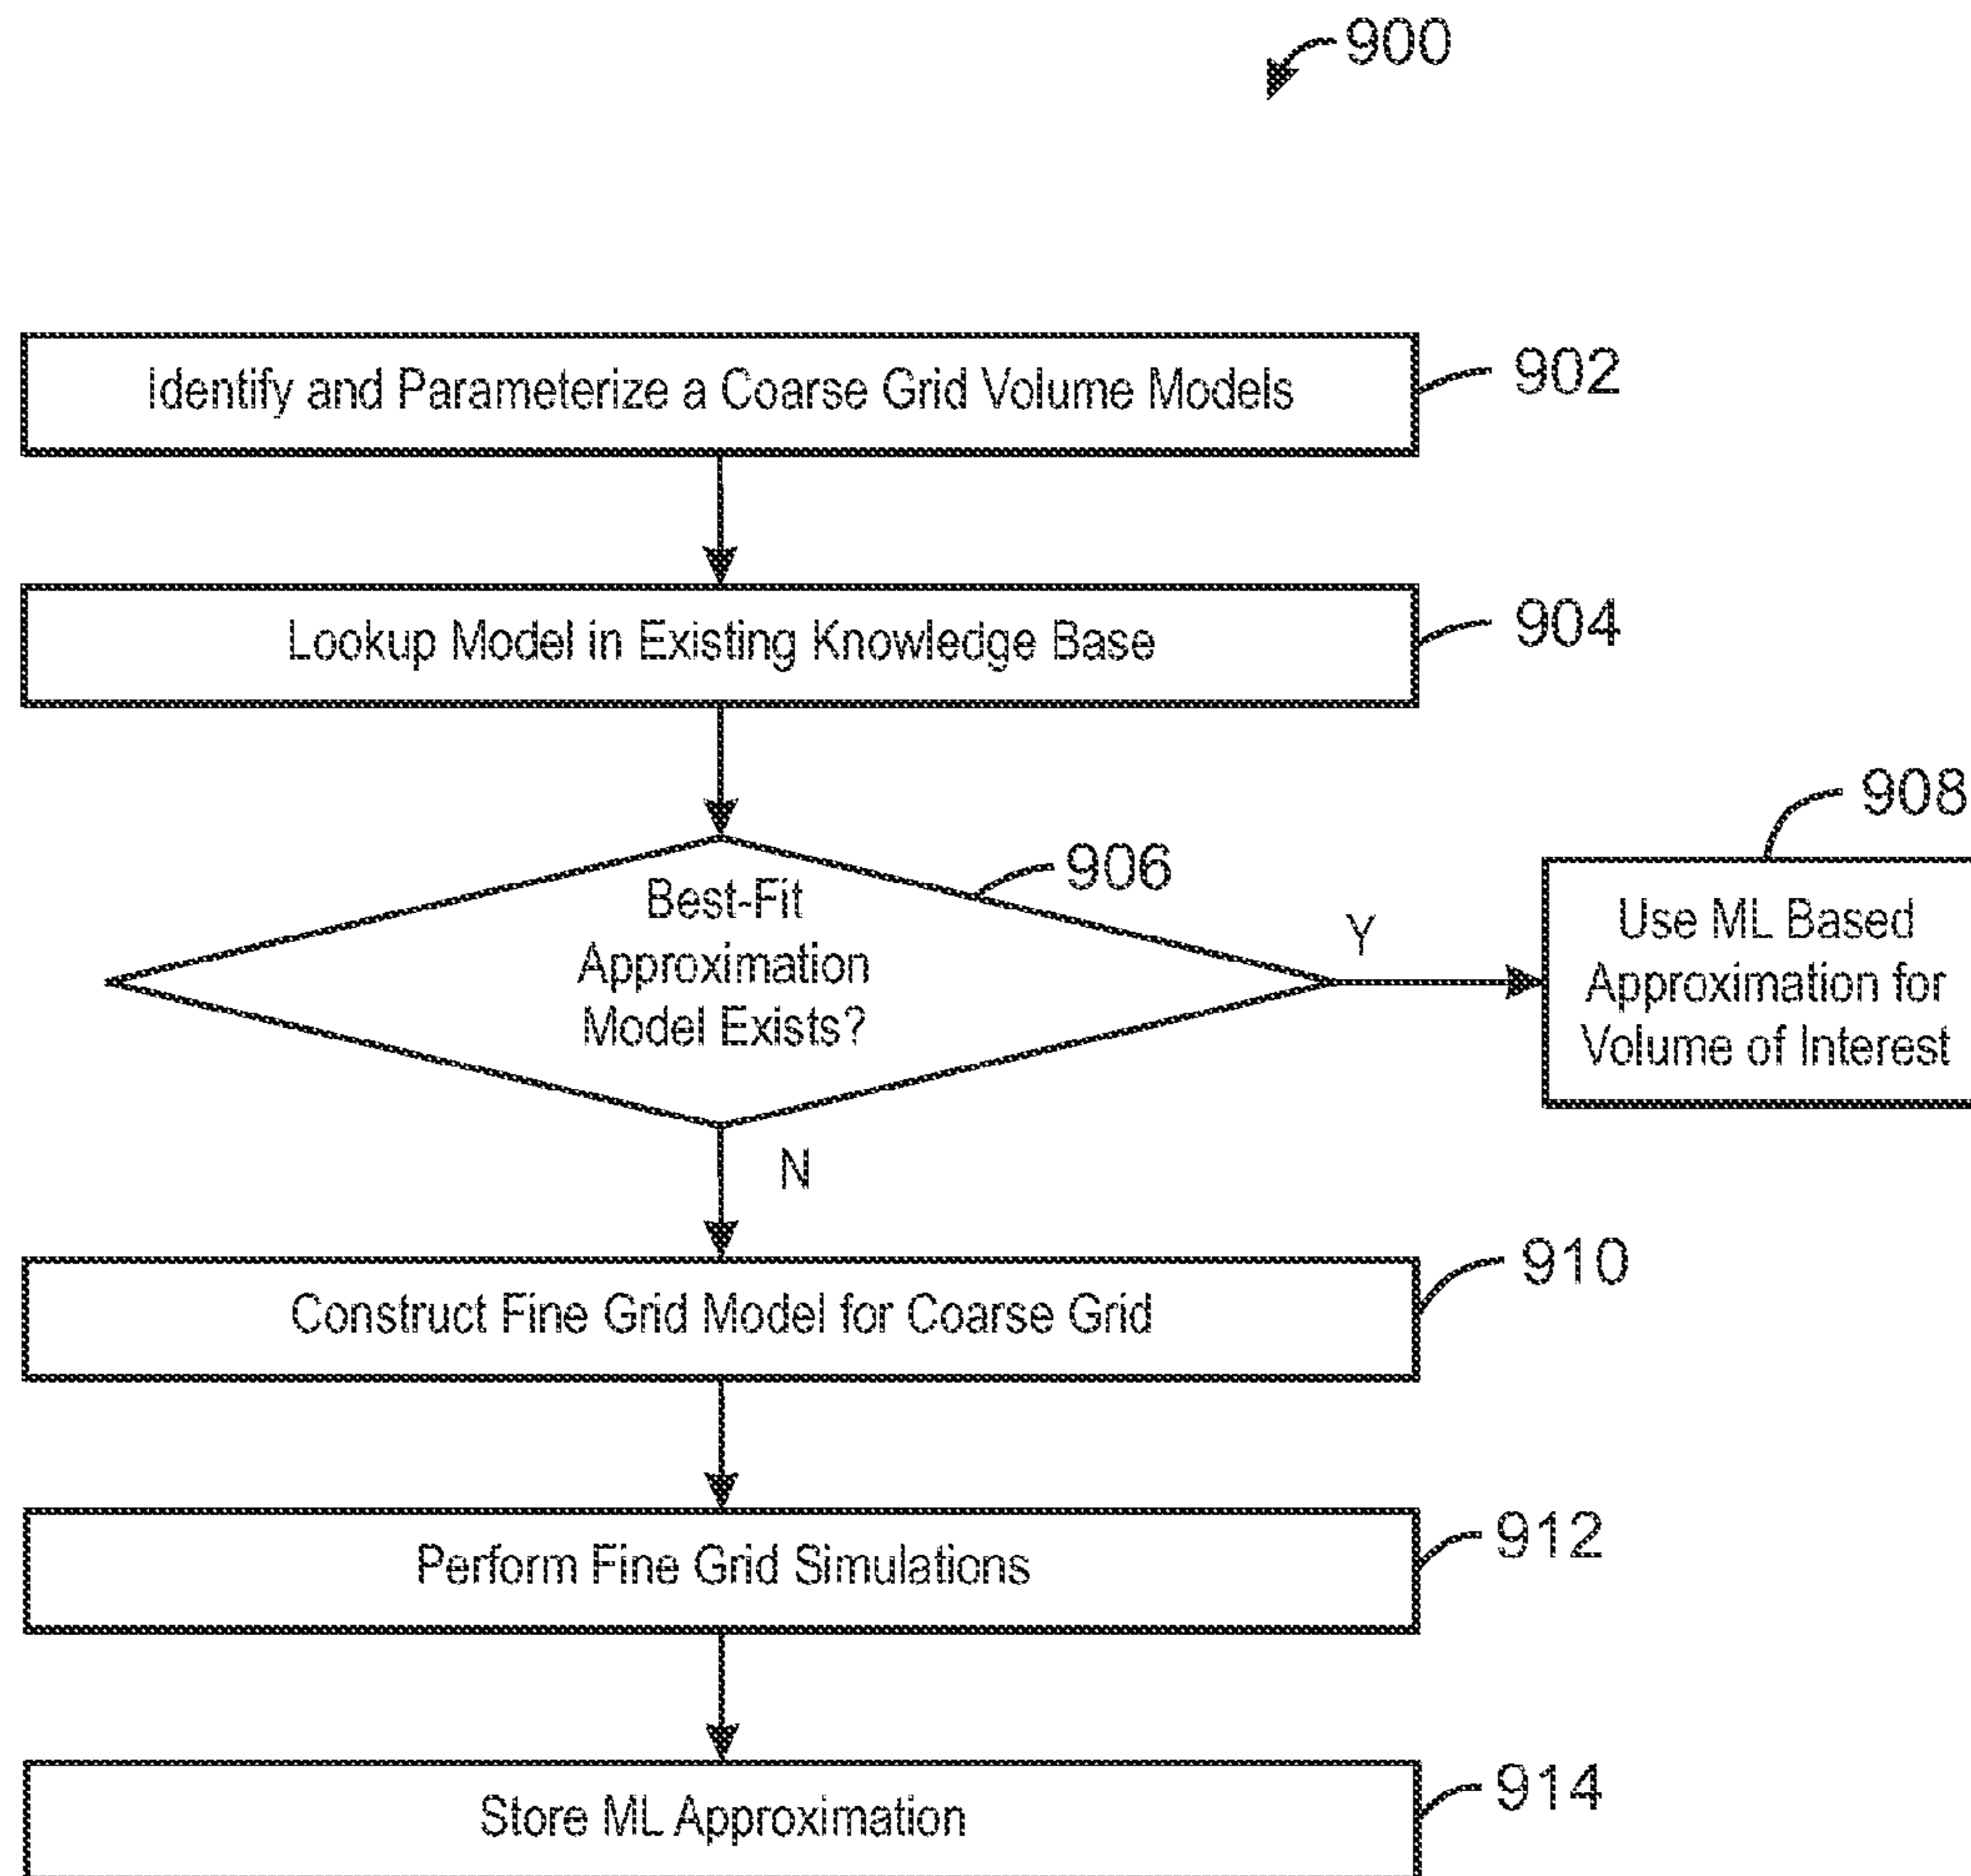 900
Identify and Parameterize a Coarse Grid Volume Models
902
Lookup Model in Existing Knowledge Base
904
Best-Fit
Approximation
Model Exists?
906
Y
908
Use ML Based
Approximation for
Volume of Interest
N
Construct Fine Grid Model for Coarse Grid
910
Perform Fine Grid Simulations
912
Store ML Approximation
914